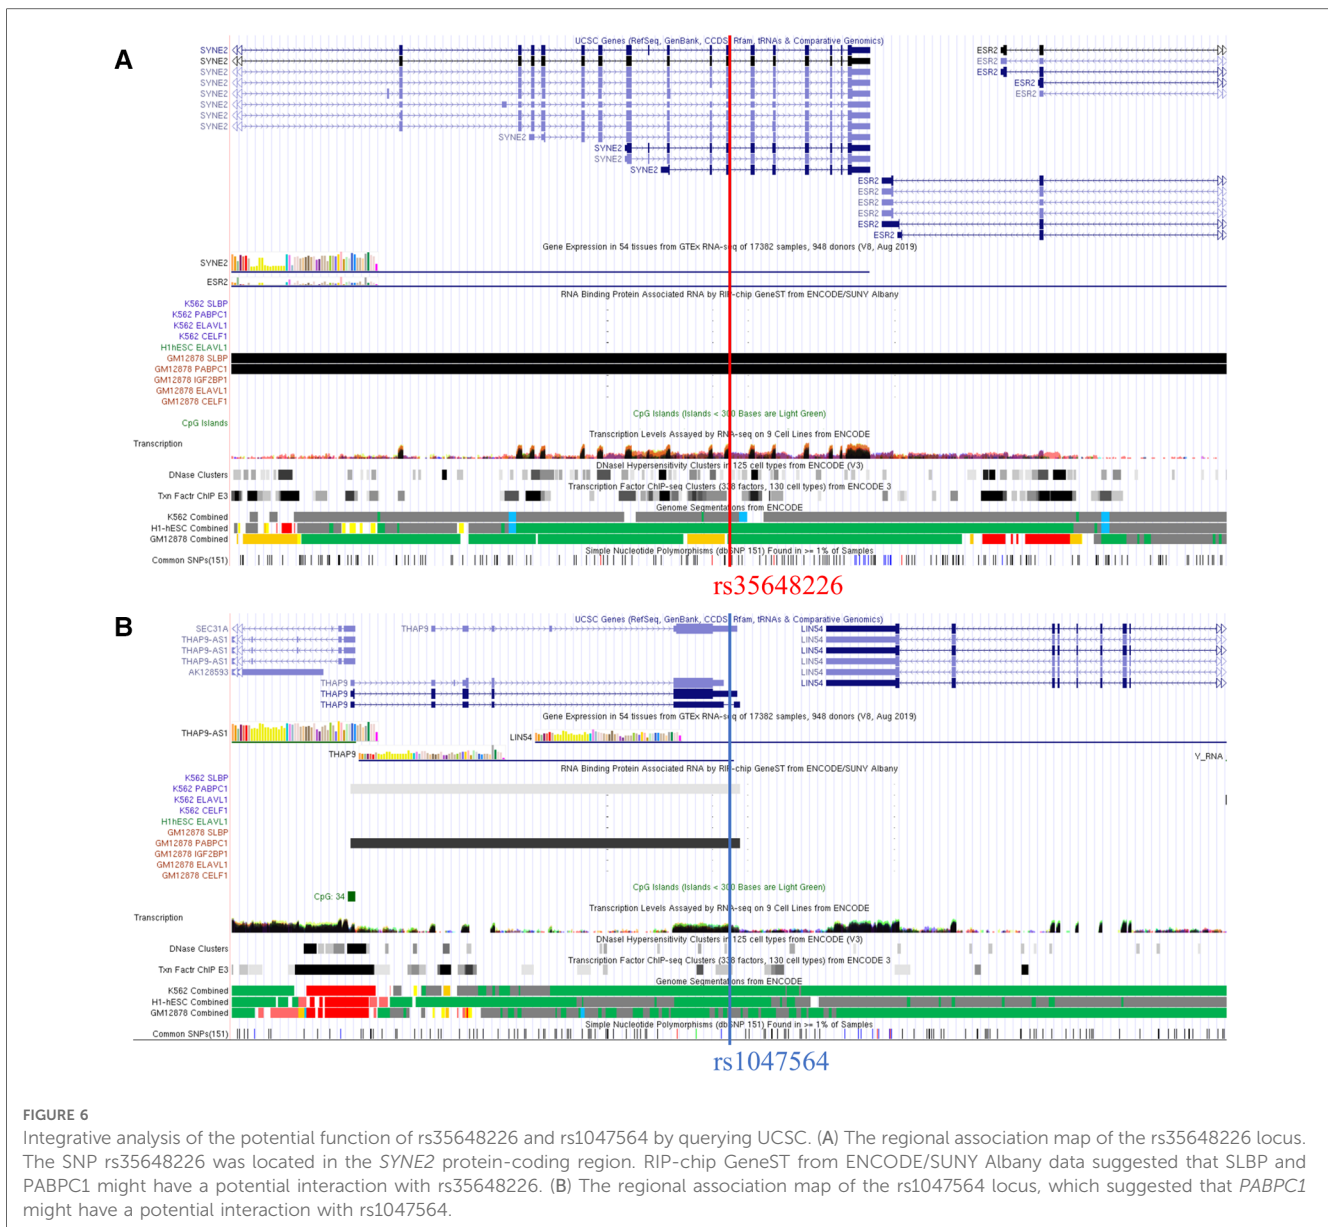 A
UCSC Genes (RefSeq, GenBank, CCDS, Rfam, tRNAs & Comparative Genomics)
SYNE2 ESR2
SYNE2 ESR2
SYNE2 ESR2
SYNE2 ESR2
SYNE2 ESR2
SYNE2
SYNE2
SYNE2
SYNE2
SYNE2
SYNE2
ESR2
ESR2
ESR2
ESR2
ESR2
ESR2
Gene Expression in 54 tissues from GTEx RNA-seq of 17382 samples, 948 donors (V8, Aug 2019)
SYNE2
ESR2
RNA Binding Protein Associated RNA by RIP-chip GeneST from ENCODE/SUNY Albany
K562 SLBP
K562 PABPC1
K562 ELAVL1
K562 CELF1
H1hESC ELAVL1
GM12878 SLBP
GM12878 PABPC1
GM12878 IGF2BP1
GM12878 ELAVL1
GM12878 CELF1
CpG Islands (Islands < 300 Bases are Light Green)
CpG Islands
Transcription Levels Assayed by RNA-seq on 9 Cell Lines from ENCODE
Transcription
DNaseI Hypersensitivity Clusters in 125 cell types from ENCODE (V3)
DNase Clusters
Transcription Factor ChIP-seq Clusters (338 factors, 130 cell types) from ENCODE 3
Txn Factr ChIP E3
Genome Segmentations from ENCODE
K562 Combined
H1-hESC Combined
GM12878 Combined
Simple Nucleotide Polymorphisms (dbSNP 151) Found in >= 1% of Samples
Common SNPs(151)
rs35648226
B
UCSC Genes (RefSeq, GenBank, CCDS, Rfam, tRNAs & Comparative Genomics)
SEC31A THAP9 LIN54
THAP9-AS1 LIN54
THAP9-AS1 LIN54
THAP9-AS1 LIN54
AK128593 LIN54
THAP9 LIN54
THAP9
THAP9
Gene Expression in 54 tissues from GTEx RNA-seq of 17382 samples, 948 donors (V8, Aug 2019)
THAP9-AS1 LIN54
THAP9 Y_RNA
RNA Binding Protein Associated RNA by RIP-chip GeneST from ENCODE/SUNY Albany
K562 SLBP
K562 PABPC1
K562 ELAVL1
K562 CELF1
H1hESC ELAVL1
GM12878 SLBP
GM12878 PABPC1
GM12878 IGF2BP1
GM12878 ELAVL1
GM12878 CELF1
CpG Islands (Islands < 300 Bases are Light Green)
CpG: 34
Transcription Levels Assayed by RNA-seq on 9 Cell Lines from ENCODE
Transcription
DNaseI Hypersensitivity Clusters in 125 cell types from ENCODE (V3)
DNase Clusters
Transcription Factor ChIP-seq Clusters (338 factors, 130 cell types) from ENCODE 3
Txn Factr ChIP E3
Genome Segmentations from ENCODE
K562 Combined
H1-hESC Combined
GM12878 Combined
Simple Nucleotide Polymorphisms (dbSNP 151) Found in >= 1% of Samples
Common SNPs(151)
rs1047564
FIGURE 6
Integrative analysis of the potential function of rs35648226 and rs1047564 by querying UCSC. (A) The regional association map of the rs35648226 locus.
The SNP rs35648226 was located in the SYNE2 protein-coding region. RIP-chip GeneST from ENCODE/SUNY Albany data suggested that SLBP and
PABPC1 might have a potential interaction with rs35648226. (B) The regional association map of the rs1047564 locus, which suggested that PABPC1
might have a potential interaction with rs1047564.